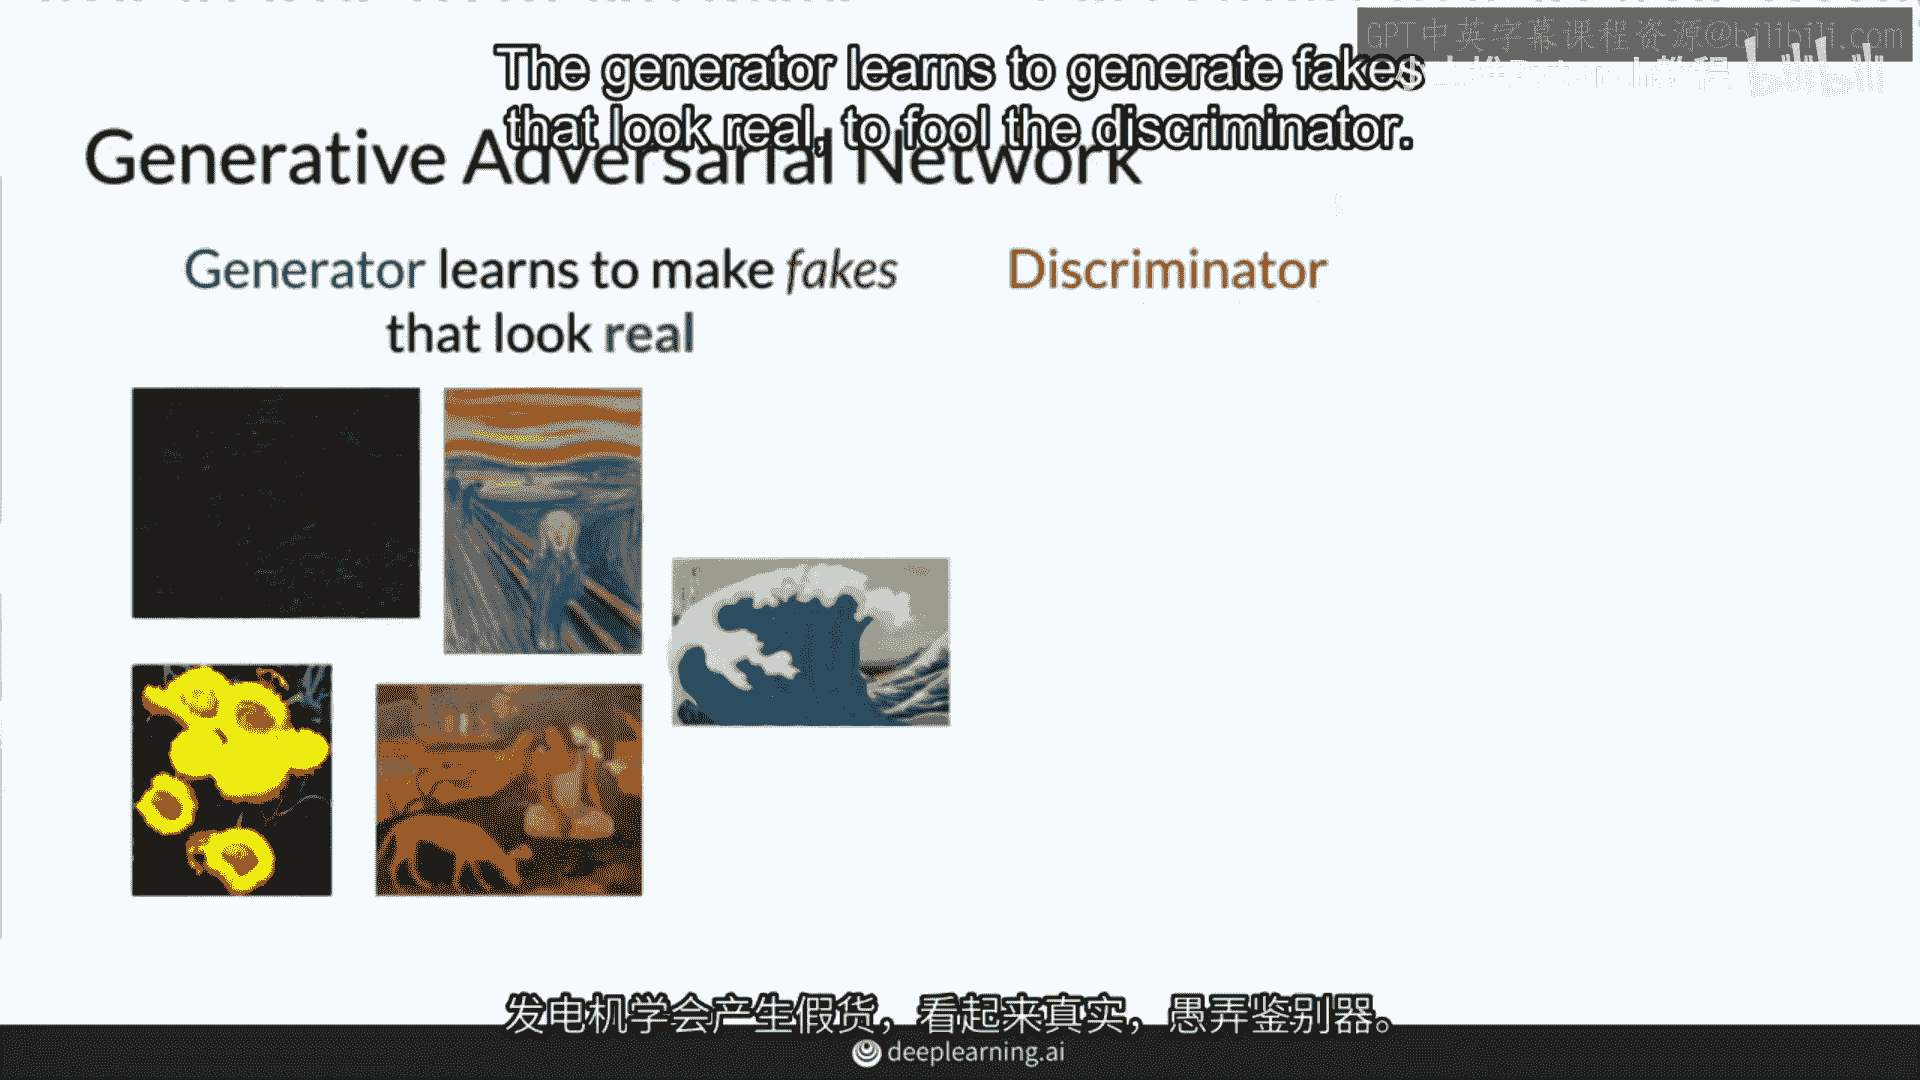 GPT中英字幕课程资源@bilibili.com
The generator learns to generate fakes
that look real, to fool the discriminator.
Generative Adversarial Network
Generator learns to make fakes
that look real
Discriminator
发电机学会产生假货，看起来真实，愚弄鉴别器。
deeplearning.ai